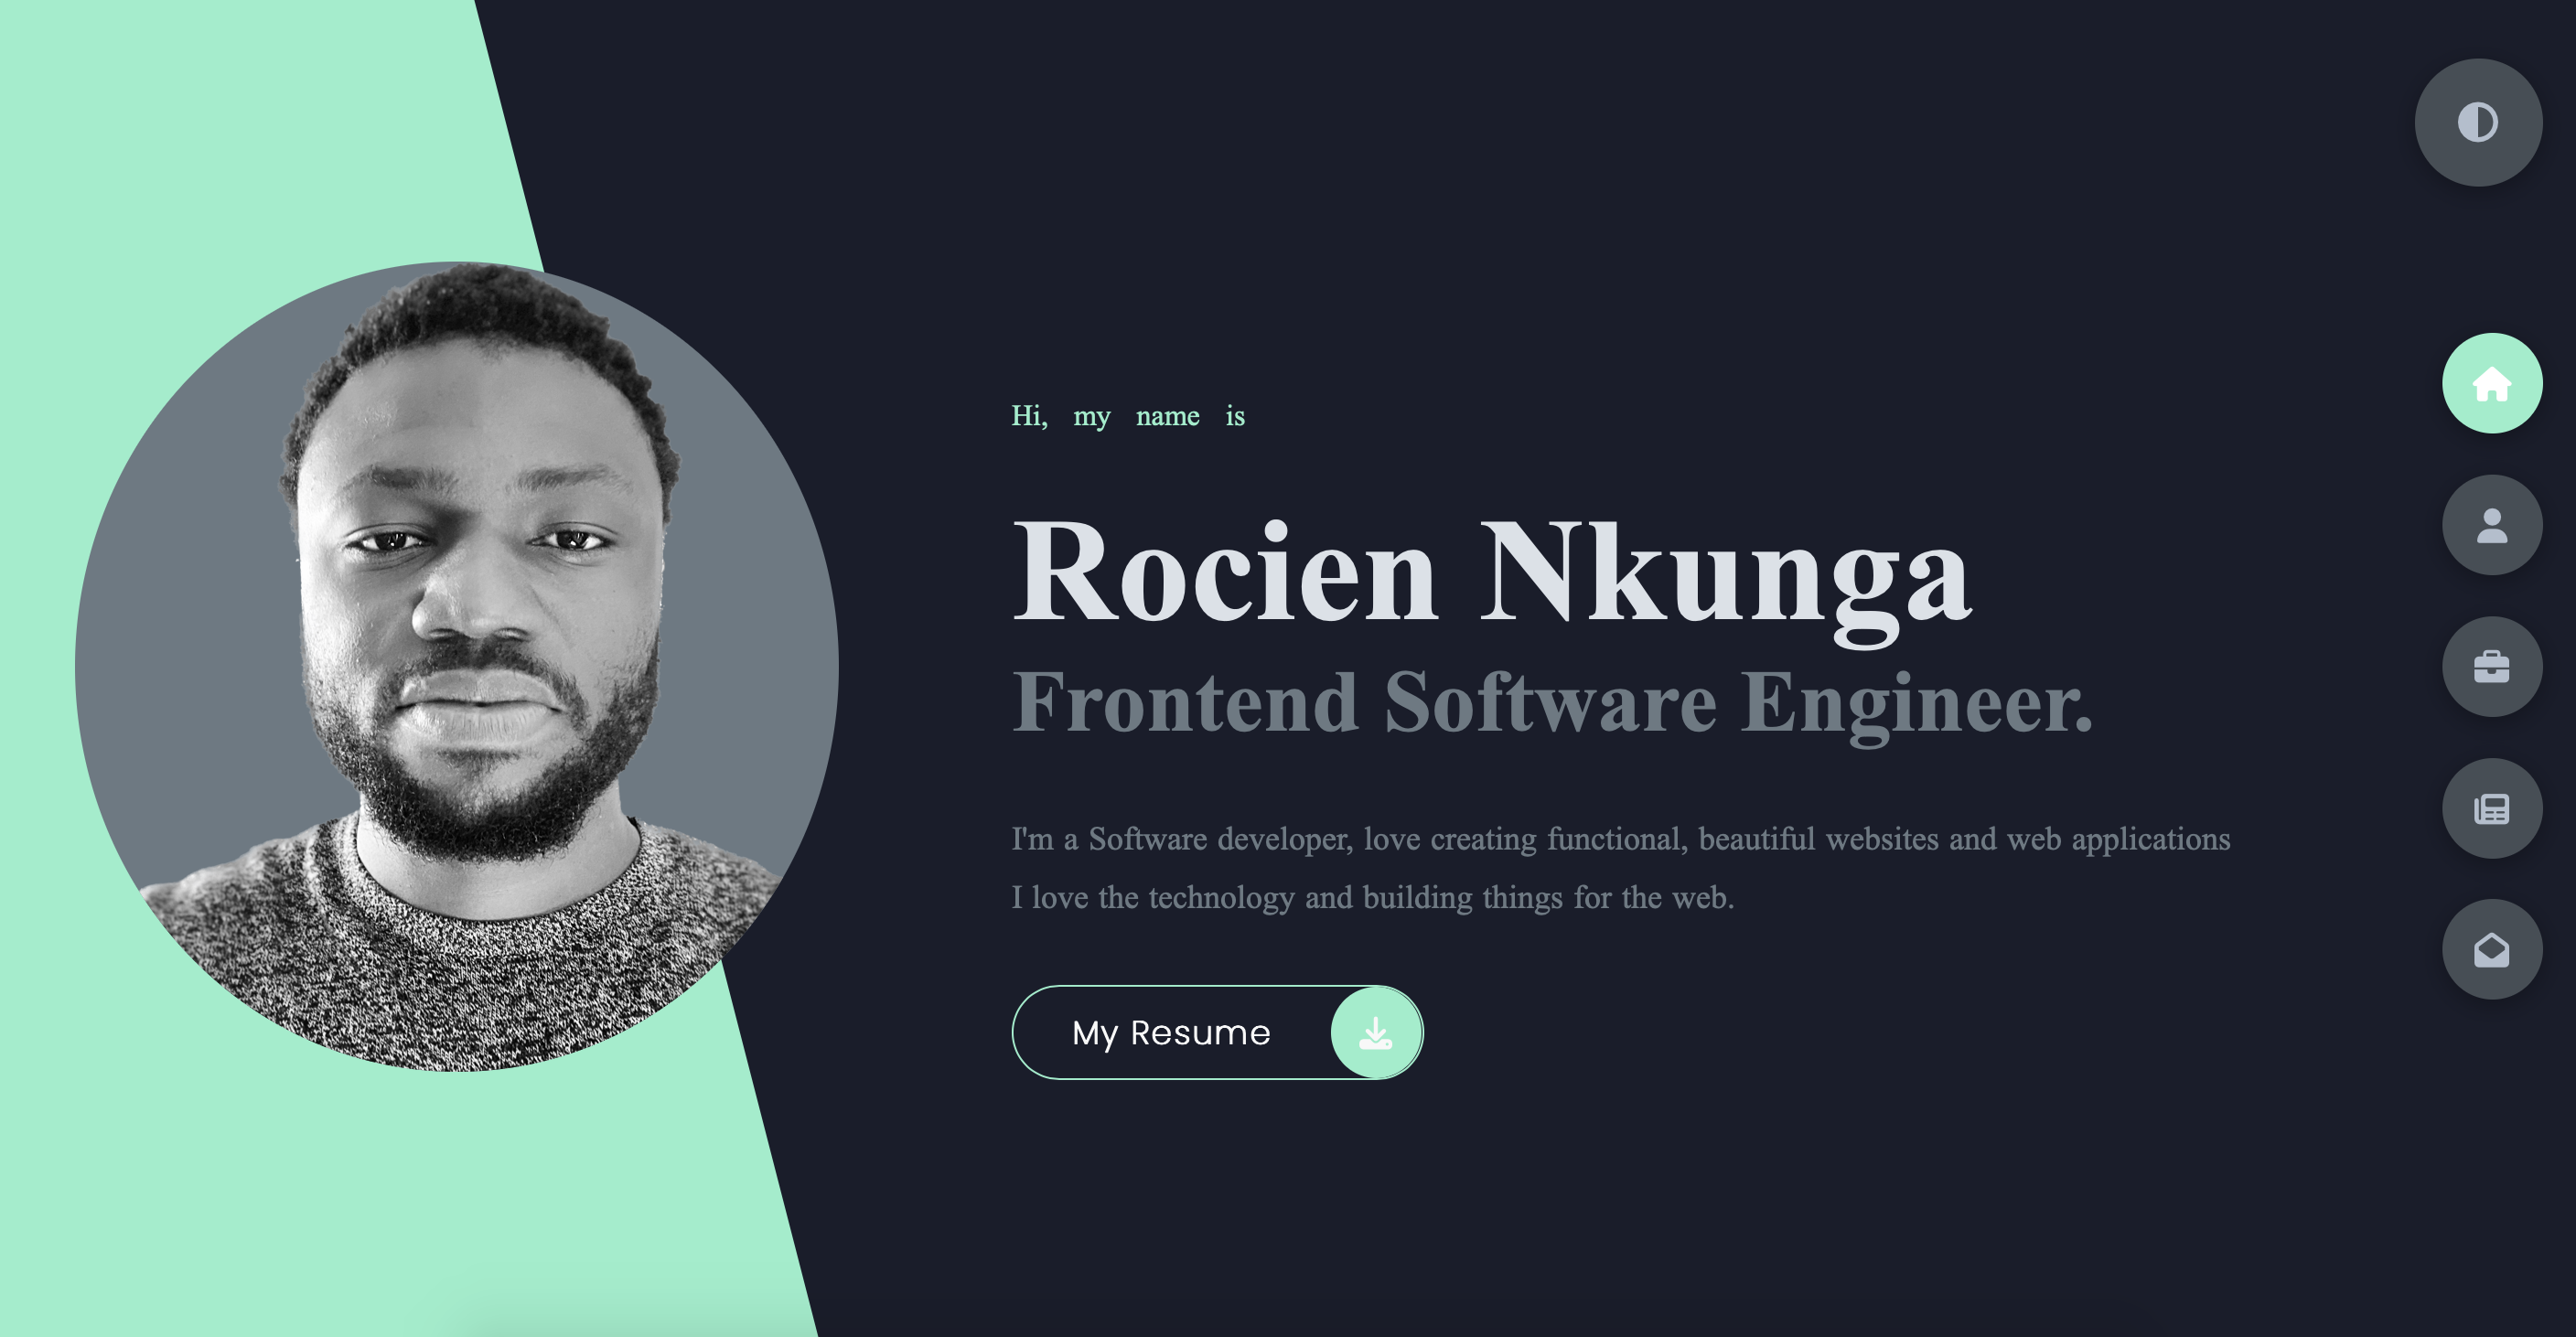 Hi, my name is
Rocien Nkunga
Frontend Software Engineer.
I'm a Software developer, love creating functional, beautiful websites and web applications
I love the technology and building things for the web.
My Resume